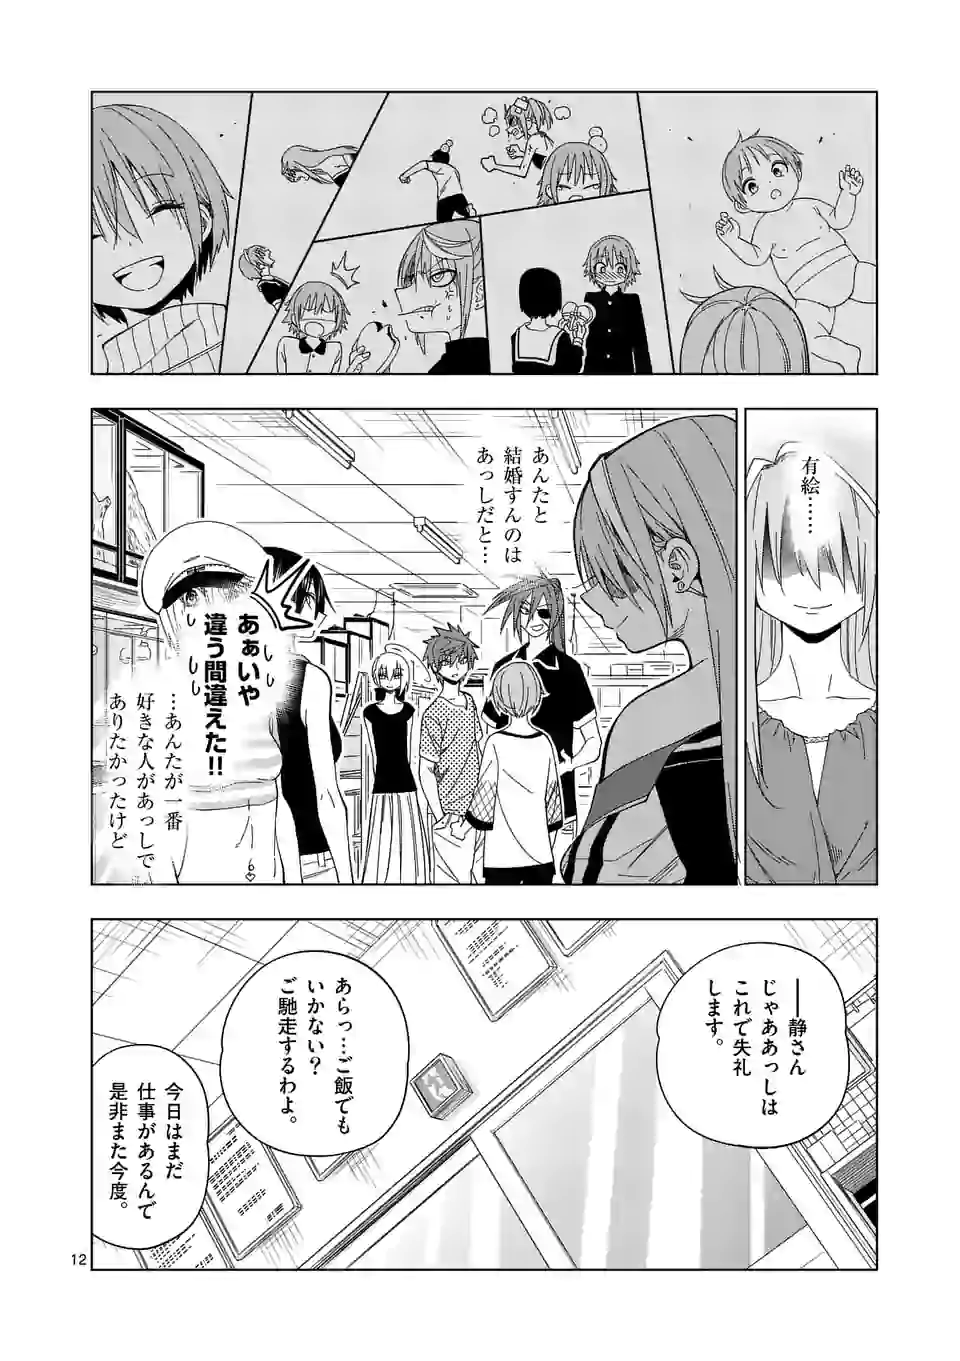 有絵……
あんたと
結婚すんのは
あっしだと…
あぁいや
違う間違えた!!
…あんたが一番
好きな人があっしで
ありたかったけど
―静さん
じゃああっしは
これで失礼
します。
あらっ…ご飯でも
いかない?
ご馳走するわよ。
今日はまだ
仕事があるんで
是非また今度。
12